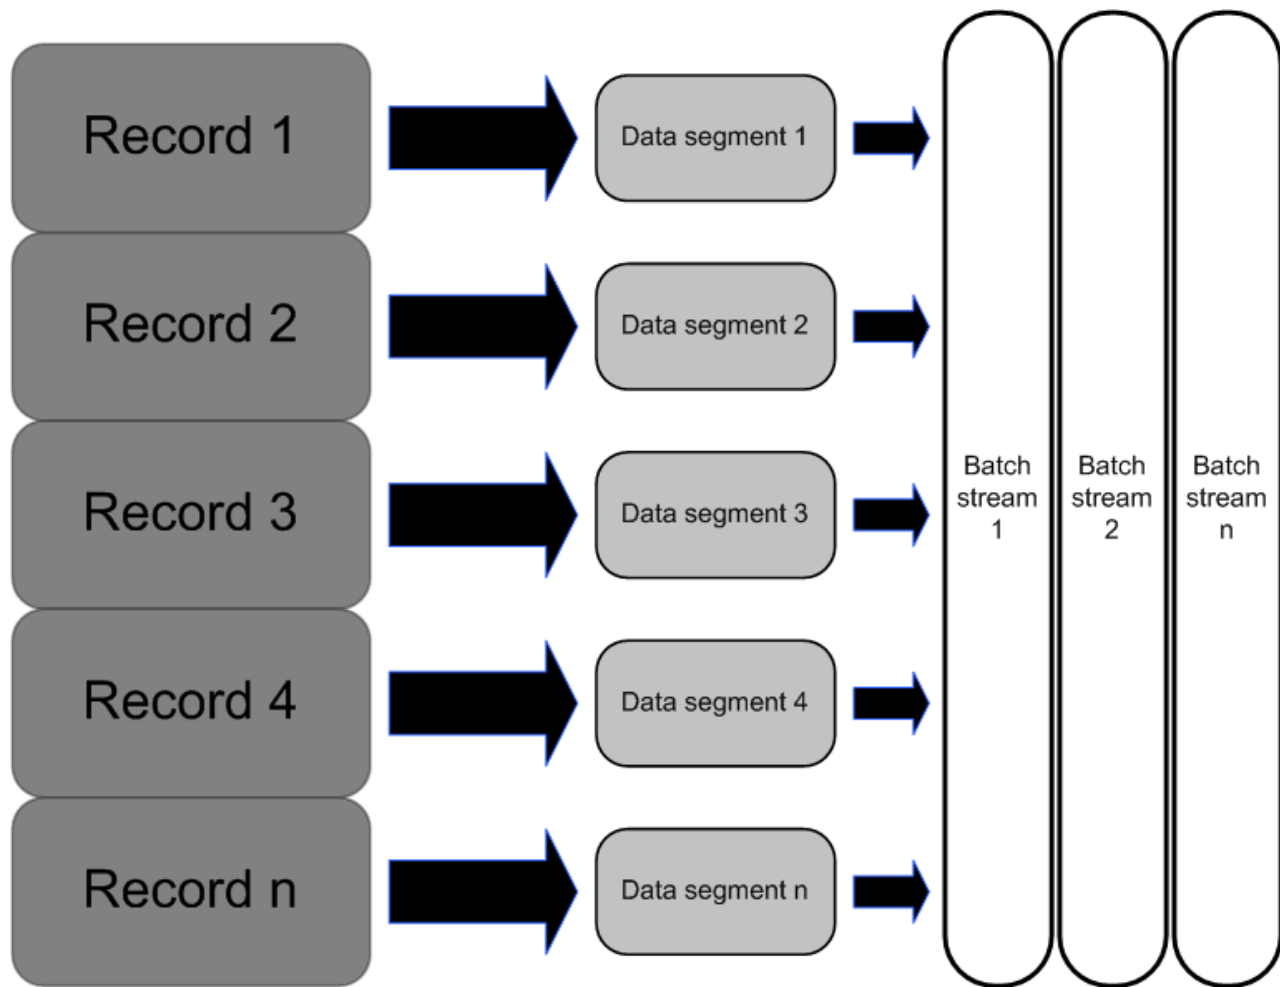 Record 1
Data segment 1
Record 2
Data segment 2
Record 3
Data segment 3
Record 4
Data segment 4
Record n
Data segment n
Batch
stream
1
Batch
stream
2
Batch
stream
n